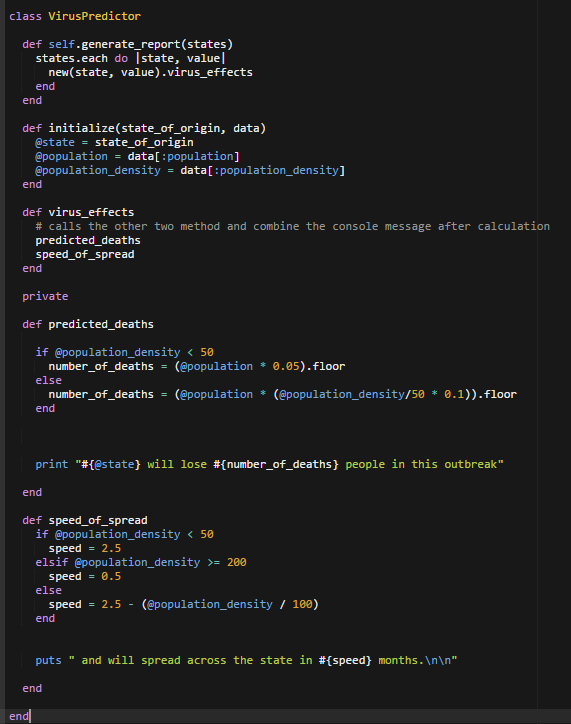 class VirusPredictor
def self.generate_report(states)
states.each do |state, value|
new(state, value).virus_effects
end
end
def initialize(state_of_origin, data)
@state = state_of_origin
@population = data[:population]
@population_density = data[:population_density]
end
def virus_effects
# calls the other two method and combine the console message after calculation
predicted_deaths
speed_of_spread
end
private
def predicted_deaths
if @population_density < 50
number_of_deaths = (@population * 0.05).floor
else
number_of_deaths = (@population * (@population_density/50 * 0.1)).floor
end
print "#{@state} will lose #{number_of_deaths} people in this outbreak"
end
def speed_of_spread
if @population_density < 50
speed = 2.5
elsif @population_density >= 200
speed = 0.5
else
speed = 2.5 - (@population_density / 100)
end
puts " and will spread across the state in #{speed} months.\n\n"
end
end